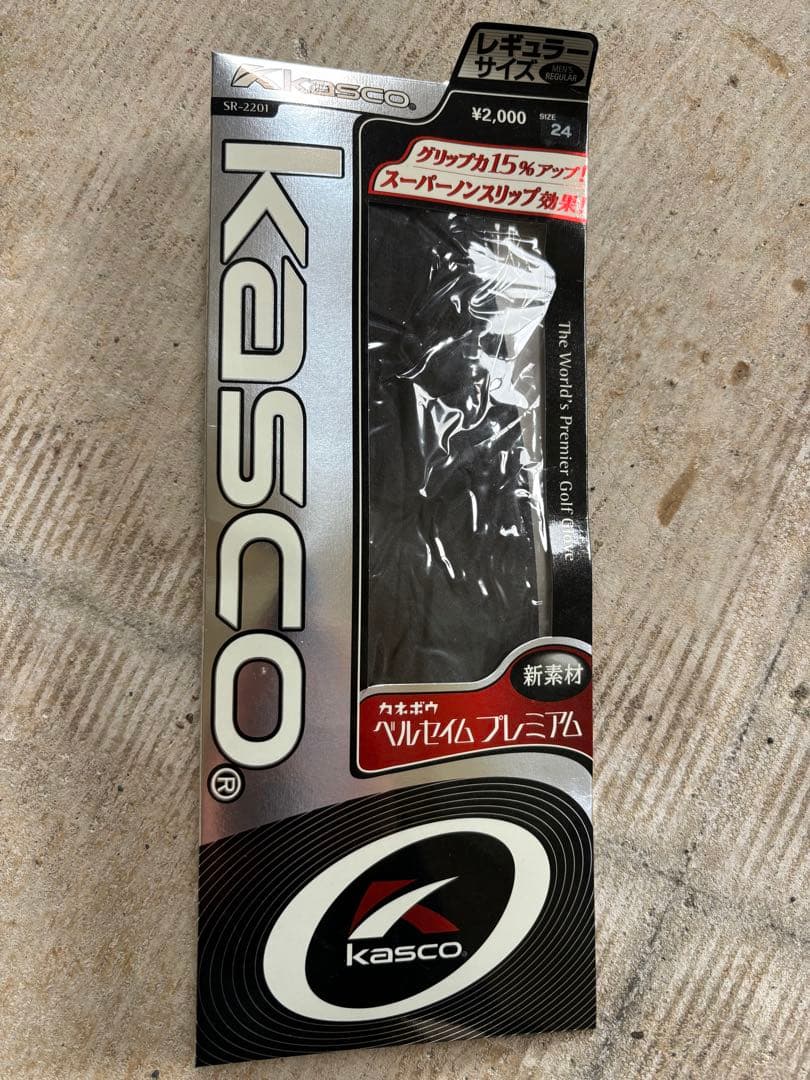 レギュラー
サイズ
MEN'S
REGULAR
Kasco®
SR-2201
¥2,000
SIZE
24
グリップ力15%アップ!
スーパーノンスリップ効果!
kasco®
The World's Premier Golf Glove
新素材
カネボウ
ベルセイム プレミアム
kasco®